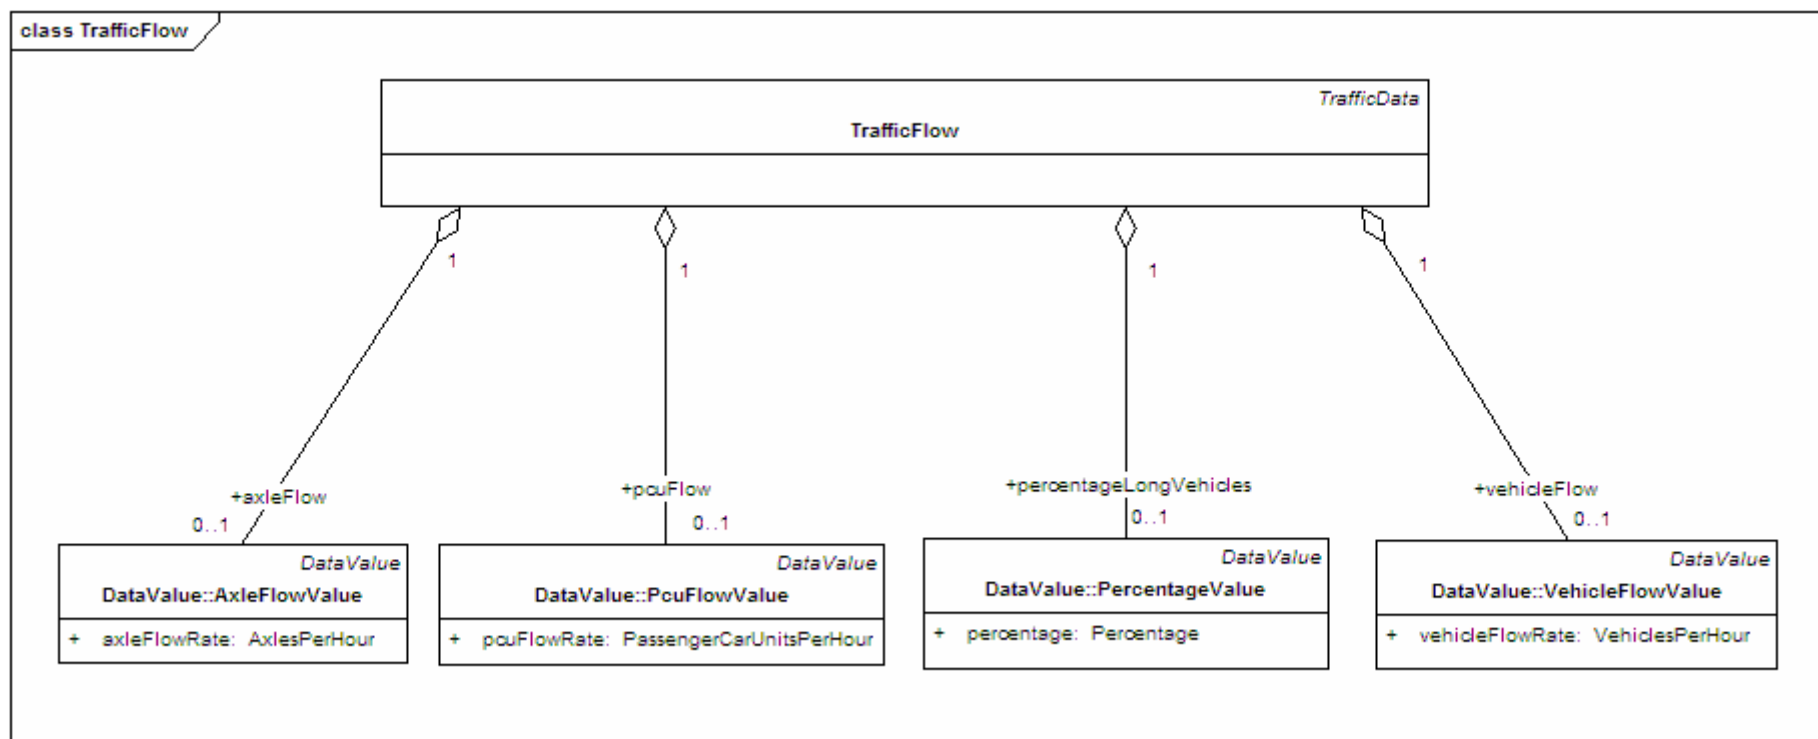 class TrafficFlow
TrafficData
TrafficFlow
1
1
1
1
+axleFlow
+pcuFlow
+percentageLongVehicles
+vehicleFlow
0..1
0..1
0..1
0..1
DataValue
DataValue::AxleFlowValue
+ axleFlowRate: AxlesPerHour
DataValue
DataValue::PcuFlowValue
+ pcuFlowRate: PassengerCarUnitsPerHour
DataValue
DataValue::PercentageValue
+ percentage: Percentage
DataValue
DataValue::VehicleFlowValue
+ vehicleFlowRate: VehiclesPerHour